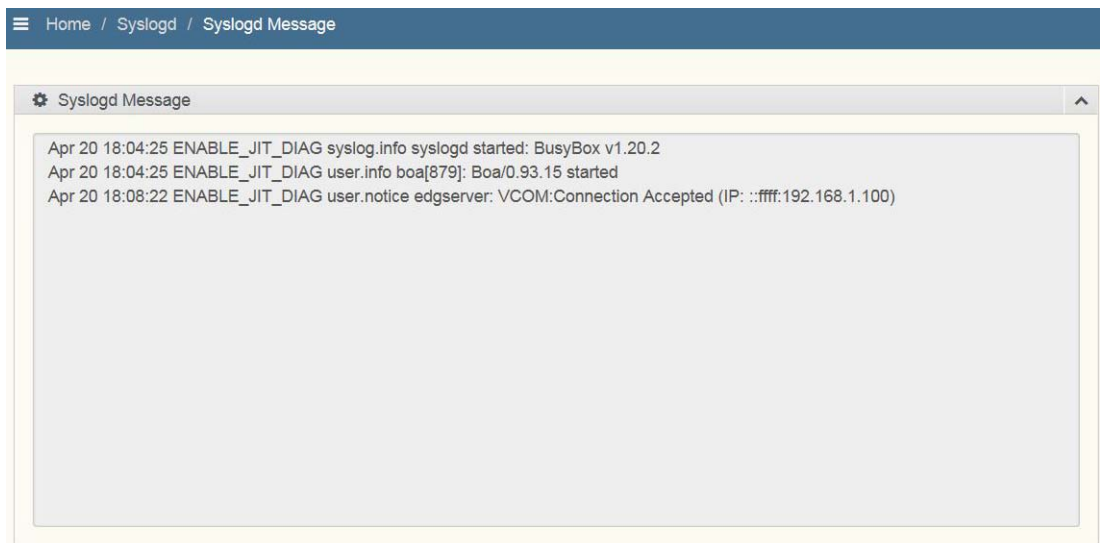 Home / Syslogd / Syslogd Message
Syslogd Message
Apr 20 18:04:25 ENABLE_JIT_DIAG syslog.info syslogd started: BusyBox v1.20.2
Apr 20 18:04:25 ENABLE_JIT_DIAG user.info boa[879]: Boa/0.93.15 started
Apr 20 18:08:22 ENABLE_JIT_DIAG user.notice edgserver: VCOM:Connection Accepted (IP: ::ffff:192.168.1.100)